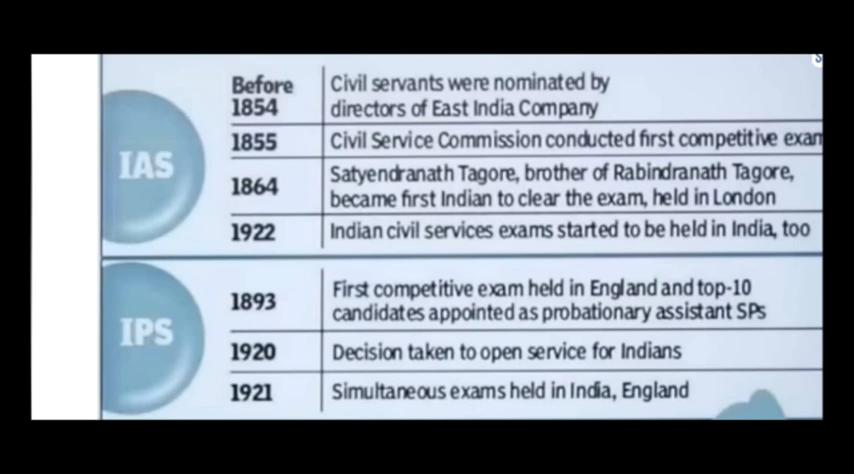 IAS
Before
1854
Civil servants were nominated by
directors of East India Company
1855
Civil Service Commission conducted first competitive exam
1864
Satyendranath Tagore, brother of Rabindranath Tagore,
became first Indian to clear the exam, held in London
1922
Indian civil services exams started to be held in India, too
IPS
1893
First competitive exam held in England and top-10
candidates appointed as probationary assistant SPs
1920
Decision taken to open service for Indians
1921
Simultaneous exams held in India, England